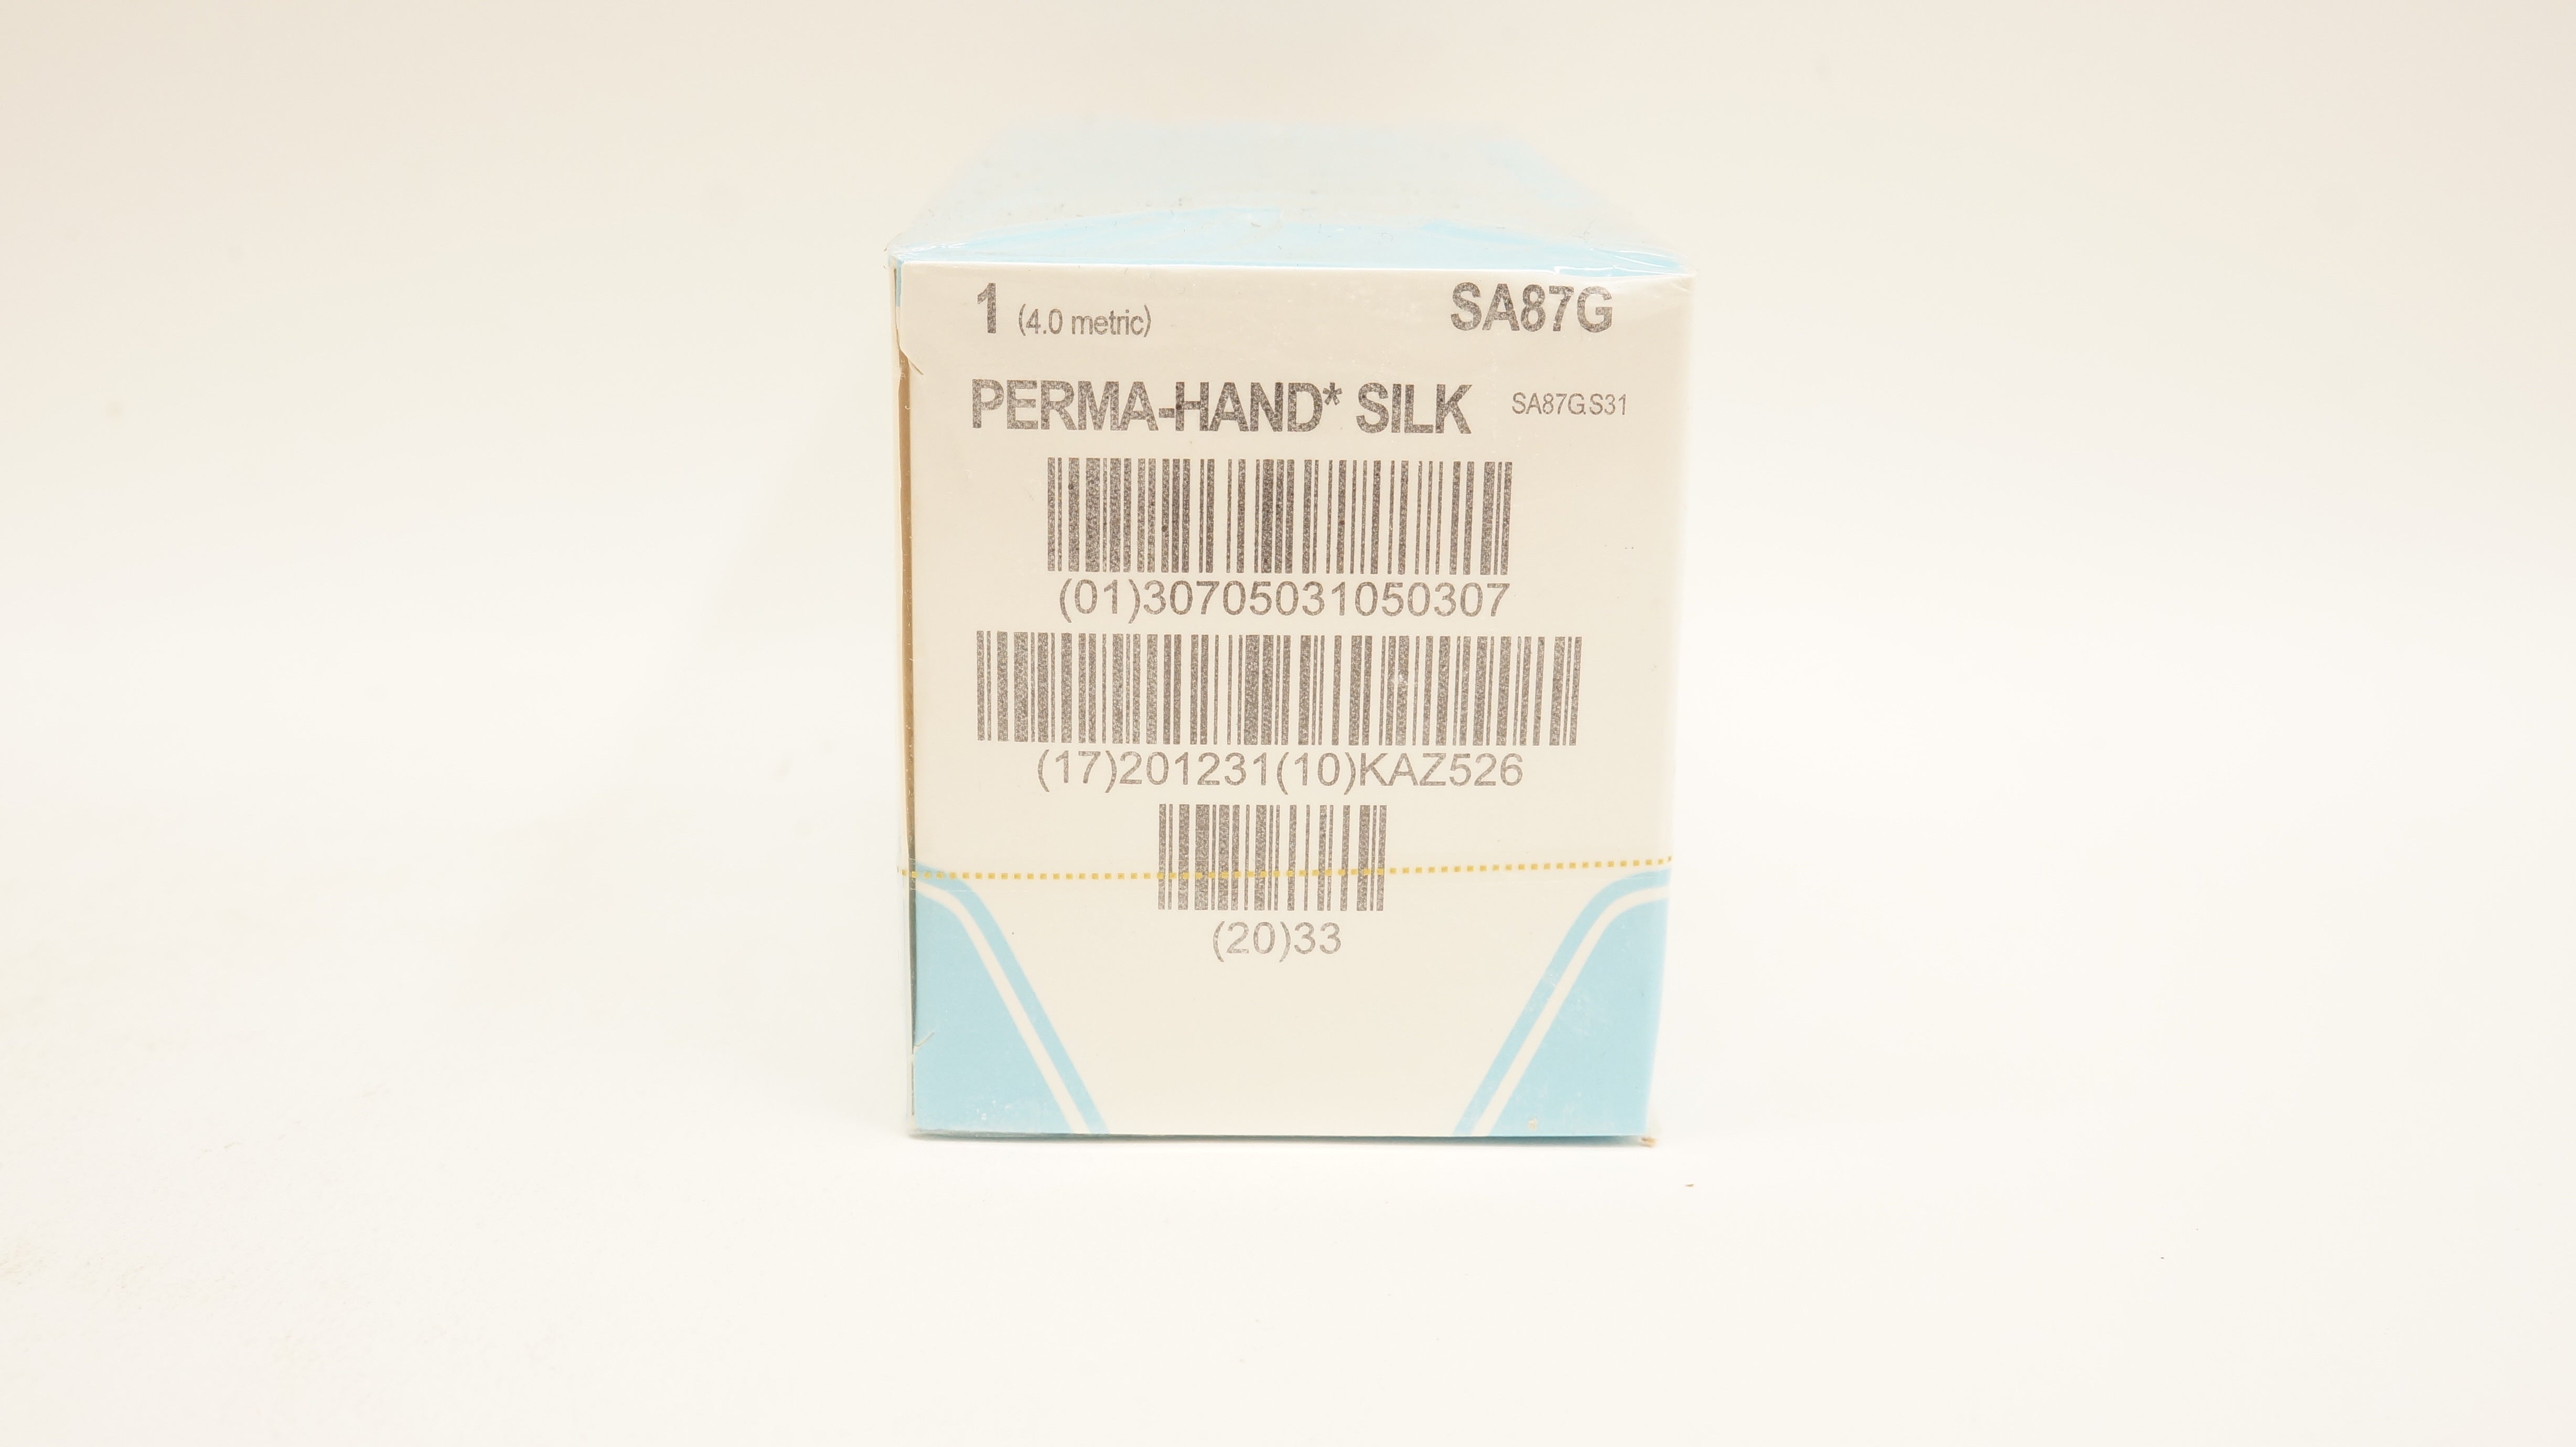 1 (4.0 metric) SA87G
PERMA-HAND* SILK SA87G.S31
(01)30705031050307
(17)201231(10)KAZ526
(20)33